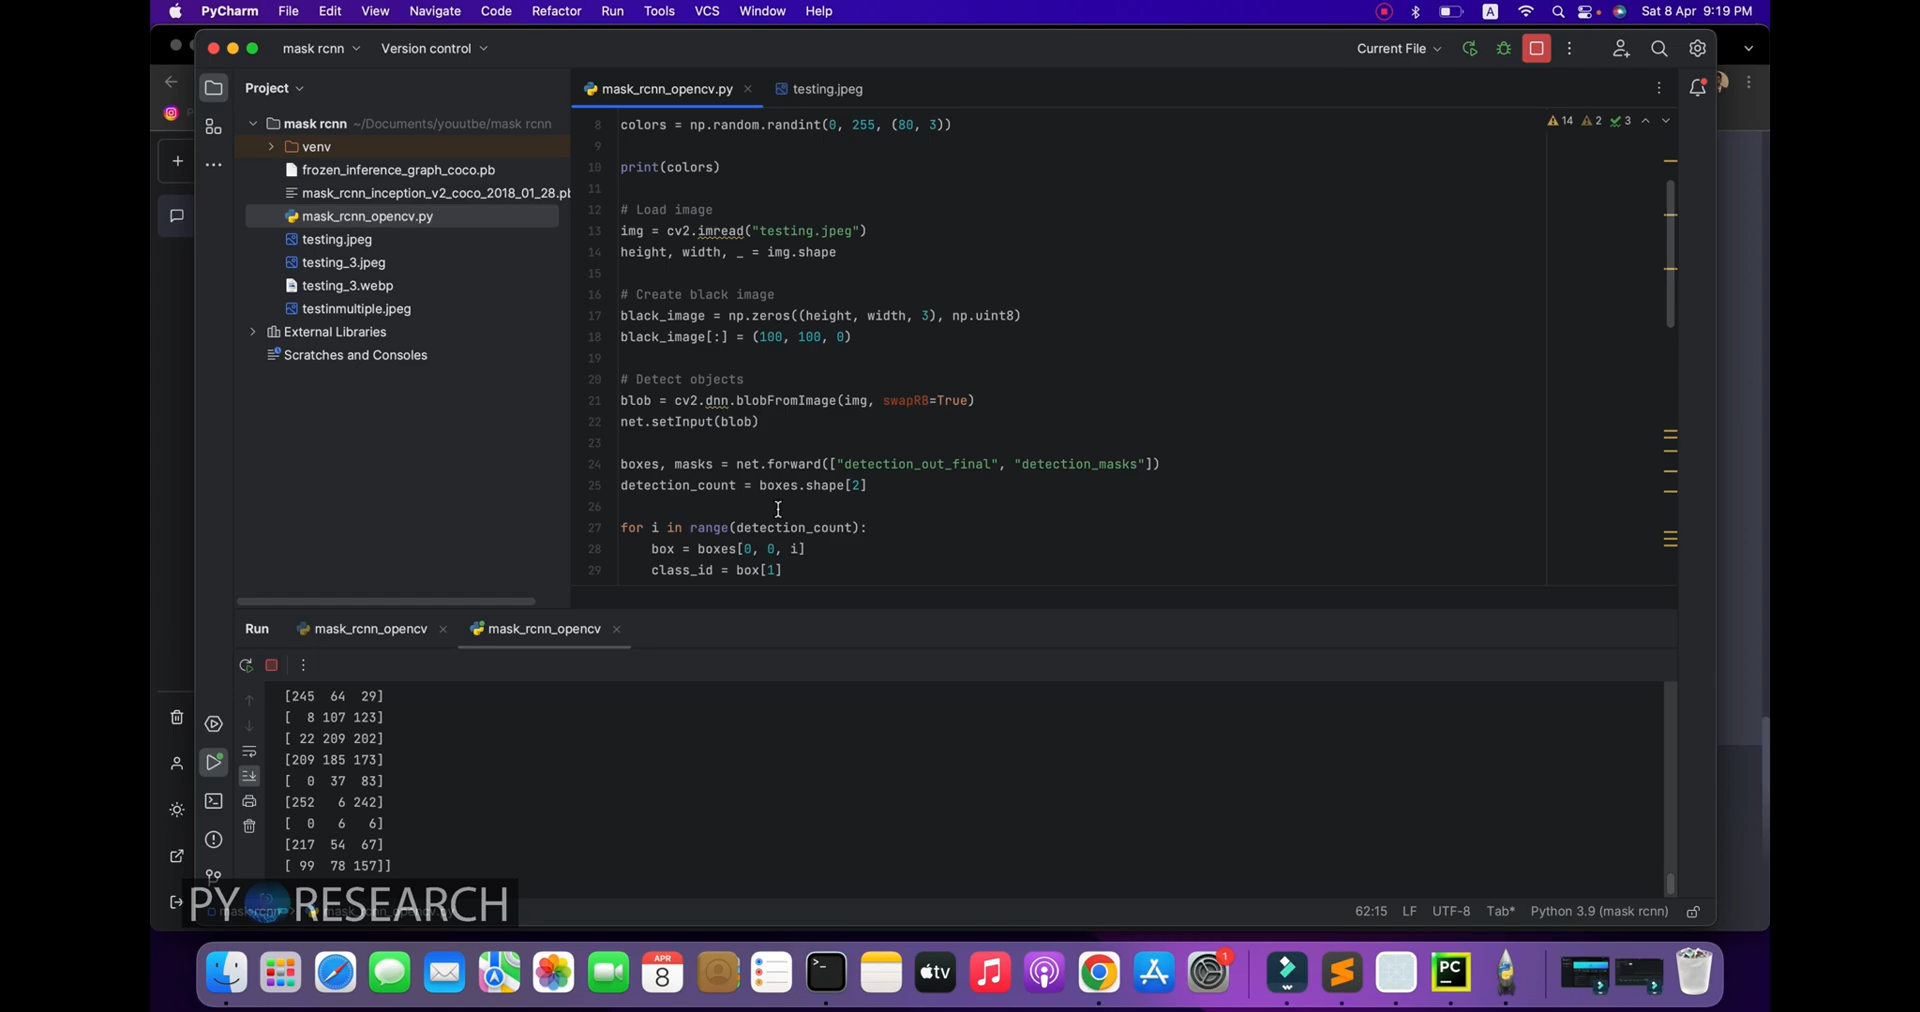 PyCharm File Edit View Navigate Code Refactor Run Tools VCS Window Help A Sat 8 Apr 9:19 PM
mask rcnn Version control Current File
Project
mask_rcnn_opencv.py testing.jpeg
mask rcnn ~/Documents/youutbe/mask rcnn
venv
frozen_inference_graph_coco.pb
mask_rcnn_inception_v2_coco_2018_01_28.pb
mask_rcnn_opencv.py
testing.jpeg
testing_3.jpeg
testing_3.webp
testinmultiple.jpeg
External Libraries
Scratches and Consoles
14 2 3
8 colors = np.random.randint(0, 255, (80, 3))
9
10 print(colors)
11
12 # Load image
13 img = cv2.imread("testing.jpeg")
14 height, width, _ = img.shape
15
16 # Create black image
17 black_image = np.zeros((height, width, 3), np.uint8)
18 black_image[:] = (100, 100, 0)
19
20 # Detect objects
21 blob = cv2.dnn.blobFromImage(img, swapRB=True)
22 net.setInput(blob)
23
24 boxes, masks = net.forward(["detection_out_final", "detection_masks"])
25 detection_count = boxes.shape[2]
26
27 for i in range(detection_count):
28 box = boxes[0, 0, i]
29 class_id = box[1]
Run mask_rcnn_opencv mask_rcnn_opencv
[245 64 29]
[ 8 107 123]
[ 22 209 202]
[209 185 173]
[ 0 37 83]
[252 6 242]
[ 0 6 6]
[217 54 67]
[ 99 78 157]]
PY RESEARCH
mask rcnn mask_rcnn_opencv.py
62:15 LF UTF-8 Tab* Python 3.9 (mask rcnn)
APR
8
tv
1
PC